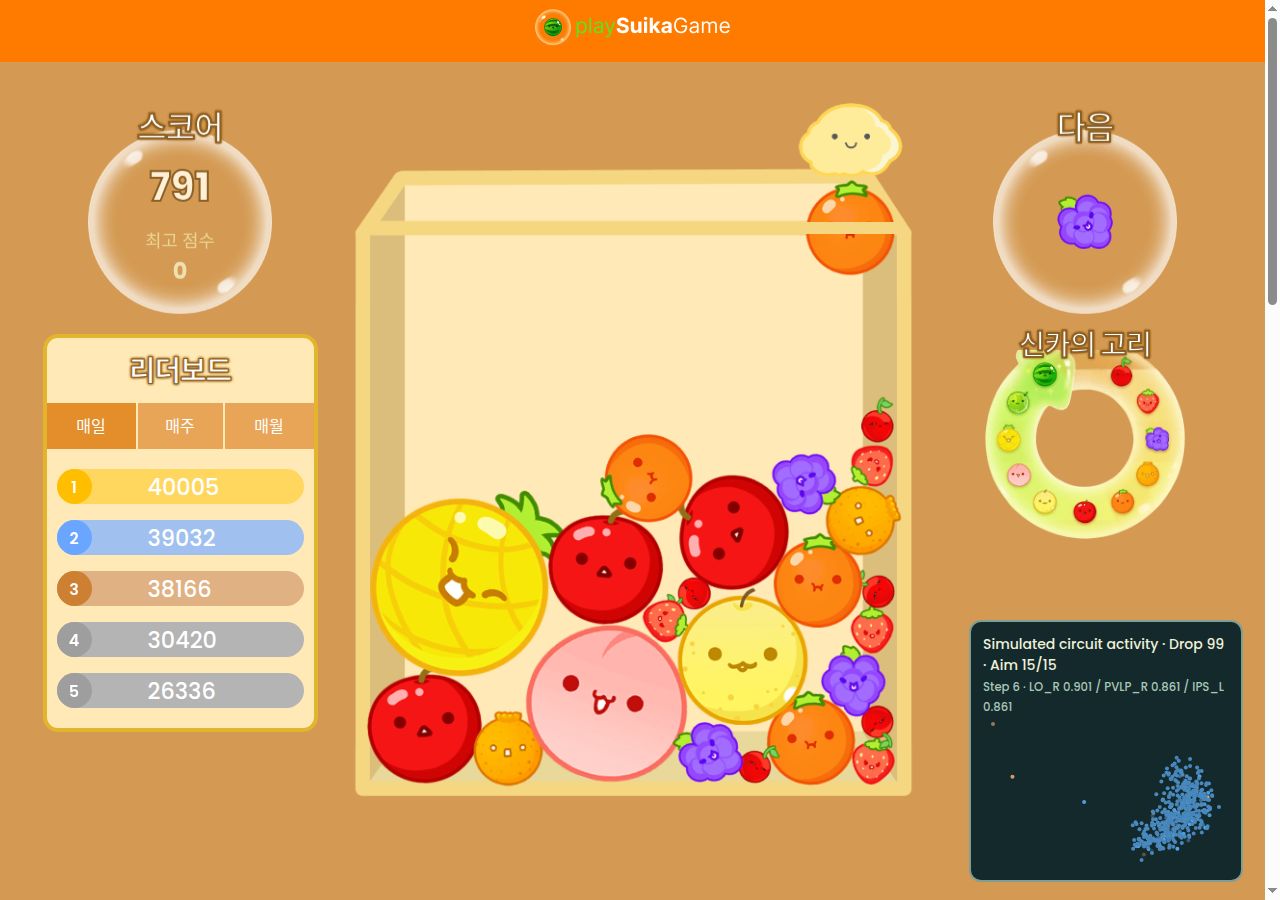 playSuikaGame
스코어
791
최고 점수
0
리더보드
매일 매주 매월
1 40005
2 39032
3 38166
4 30420
5 26336
다음
신카의 고리
Simulated circuit activity · Drop 99
· Aim 15/15
Step 6 · LO_R 0.901 / PVLP_R 0.861 / IPS_L
0.861